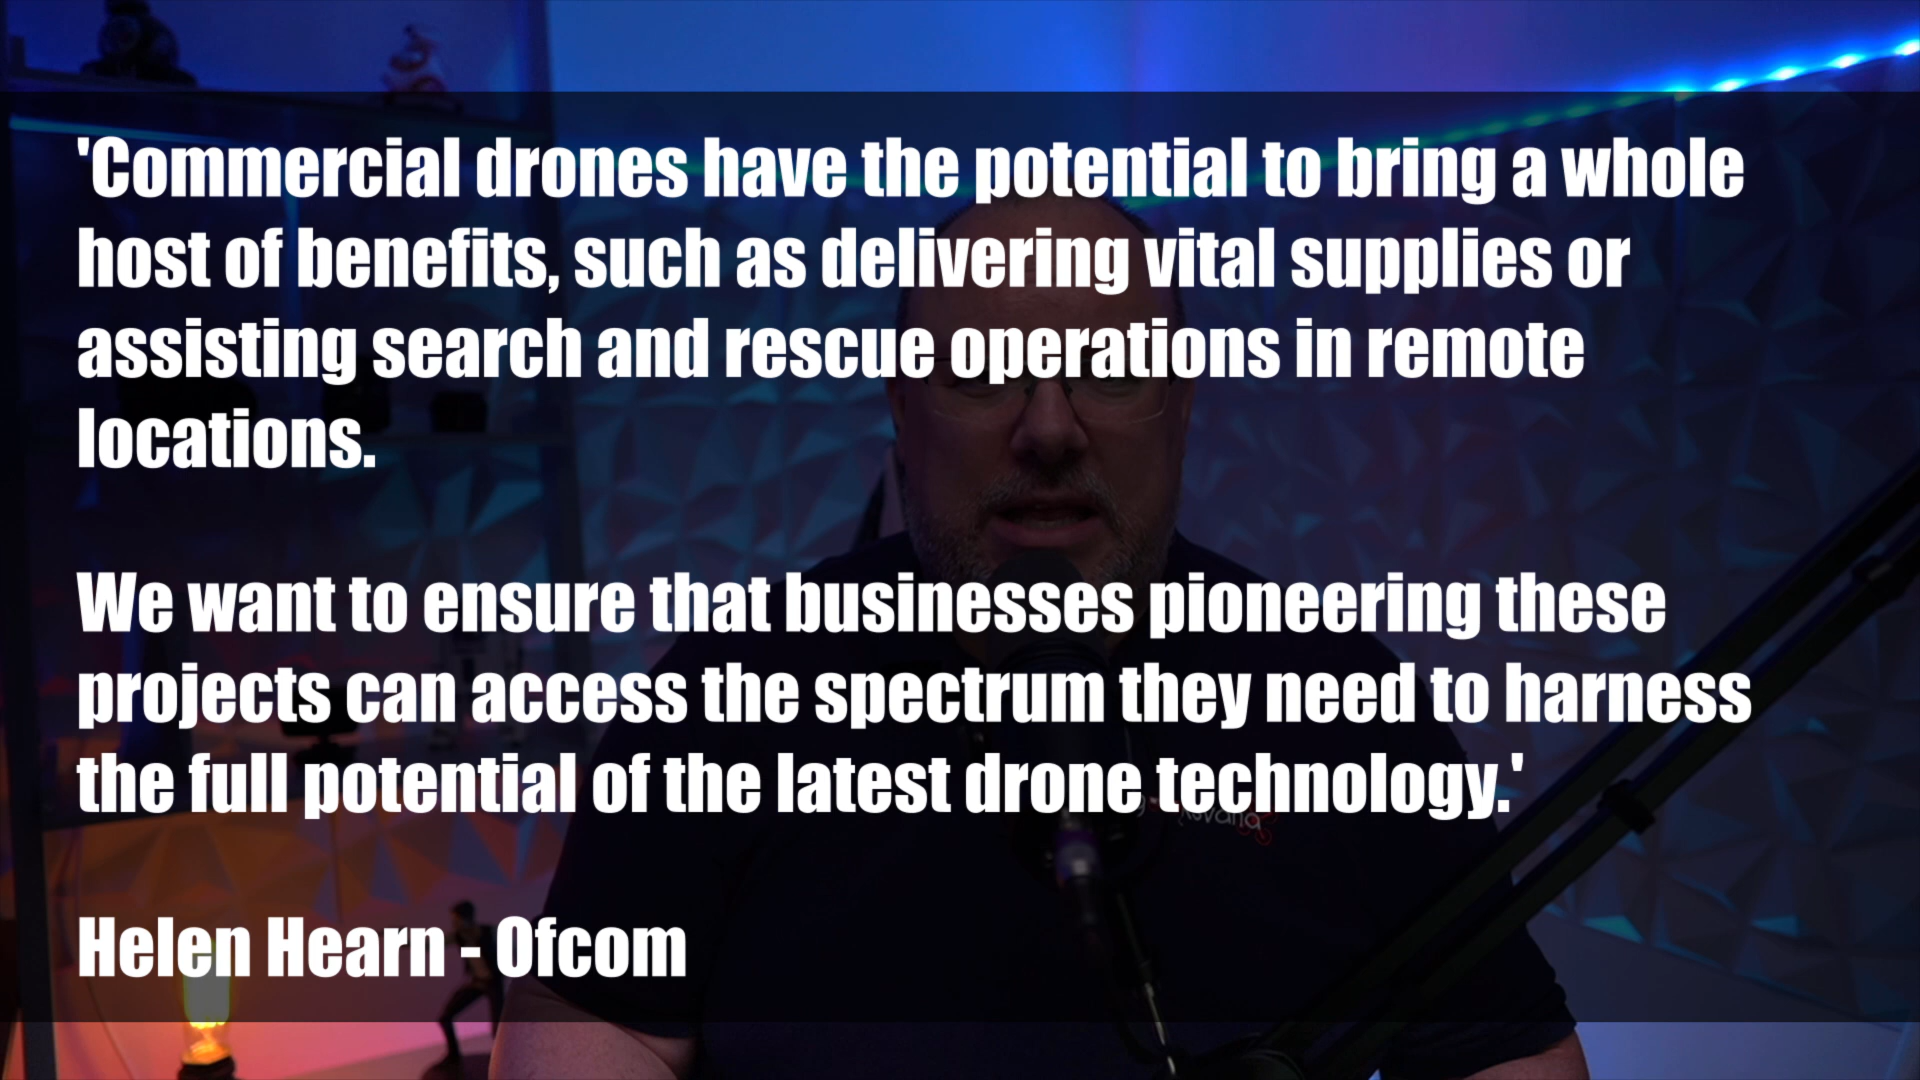 'Commercial drones have the potential to bring a whole
host of benefits, such as delivering vital supplies or
assisting search and rescue operations in remote
locations.
We want to ensure that businesses pioneering these
projects can access the spectrum they need to harness
the full potential of the latest drone technology.'
Helen Hearn - Ofcom